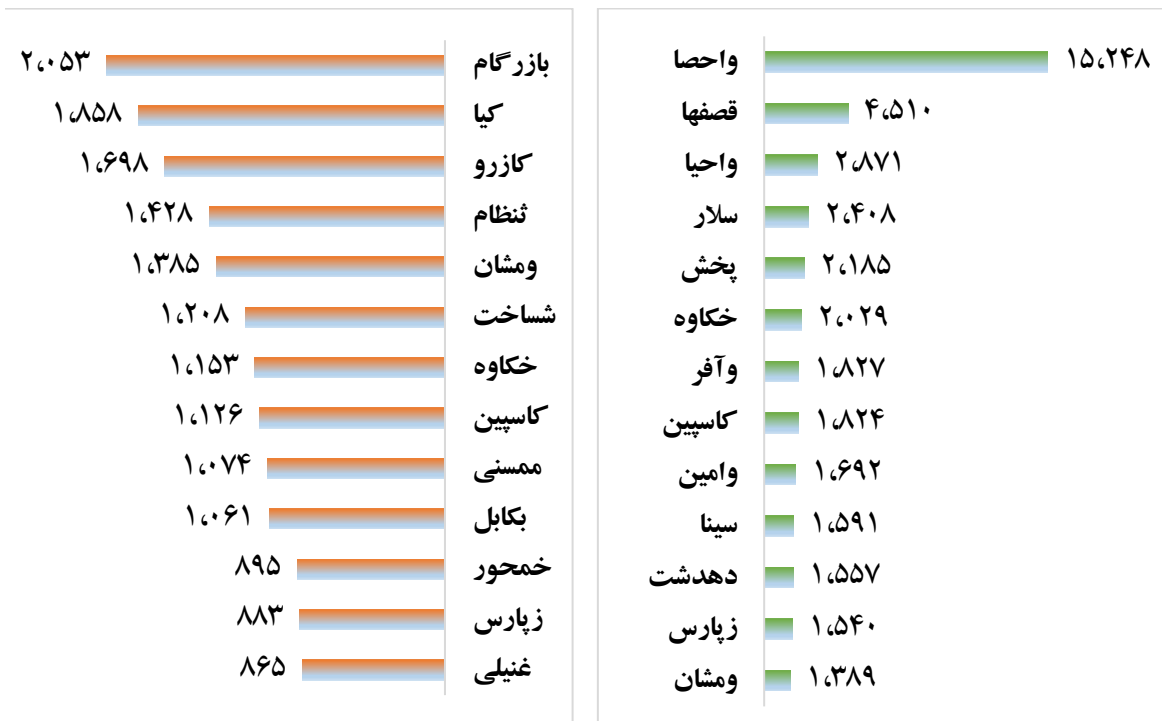 واحصا ۱۵،۲۴۸
قصفها ۴،۵۱۰
واحیا ۲،۸۷۱
سلار ۲،۴۰۸
پخش ۲،۱۸۵
خکاوه ۲،۰۲۹
وآفر ۱،۸۲۷
کاسپین ۱،۸۲۴
وامین ۱،۶۹۲
سینا ۱،۵۹۱
دهدشت ۱،۵۵۷
زپارس ۱،۵۴۰
ومشان ۱،۳۸۹
بازرگام ۲،۰۵۳
کیا ۱،۸۵۸
کازرو ۱،۶۹۸
ثنظام ۱،۴۲۸
ومشان ۱،۳۸۵
شساخت ۱،۲۰۸
خکاوه ۱،۱۵۳
کاسپین ۱،۱۲۶
ممسنی ۱،۰۷۴
بکابل ۱،۰۶۱
خمحور ۸۹۵
زپارس ۸۸۳
غنیلی ۸۶۵